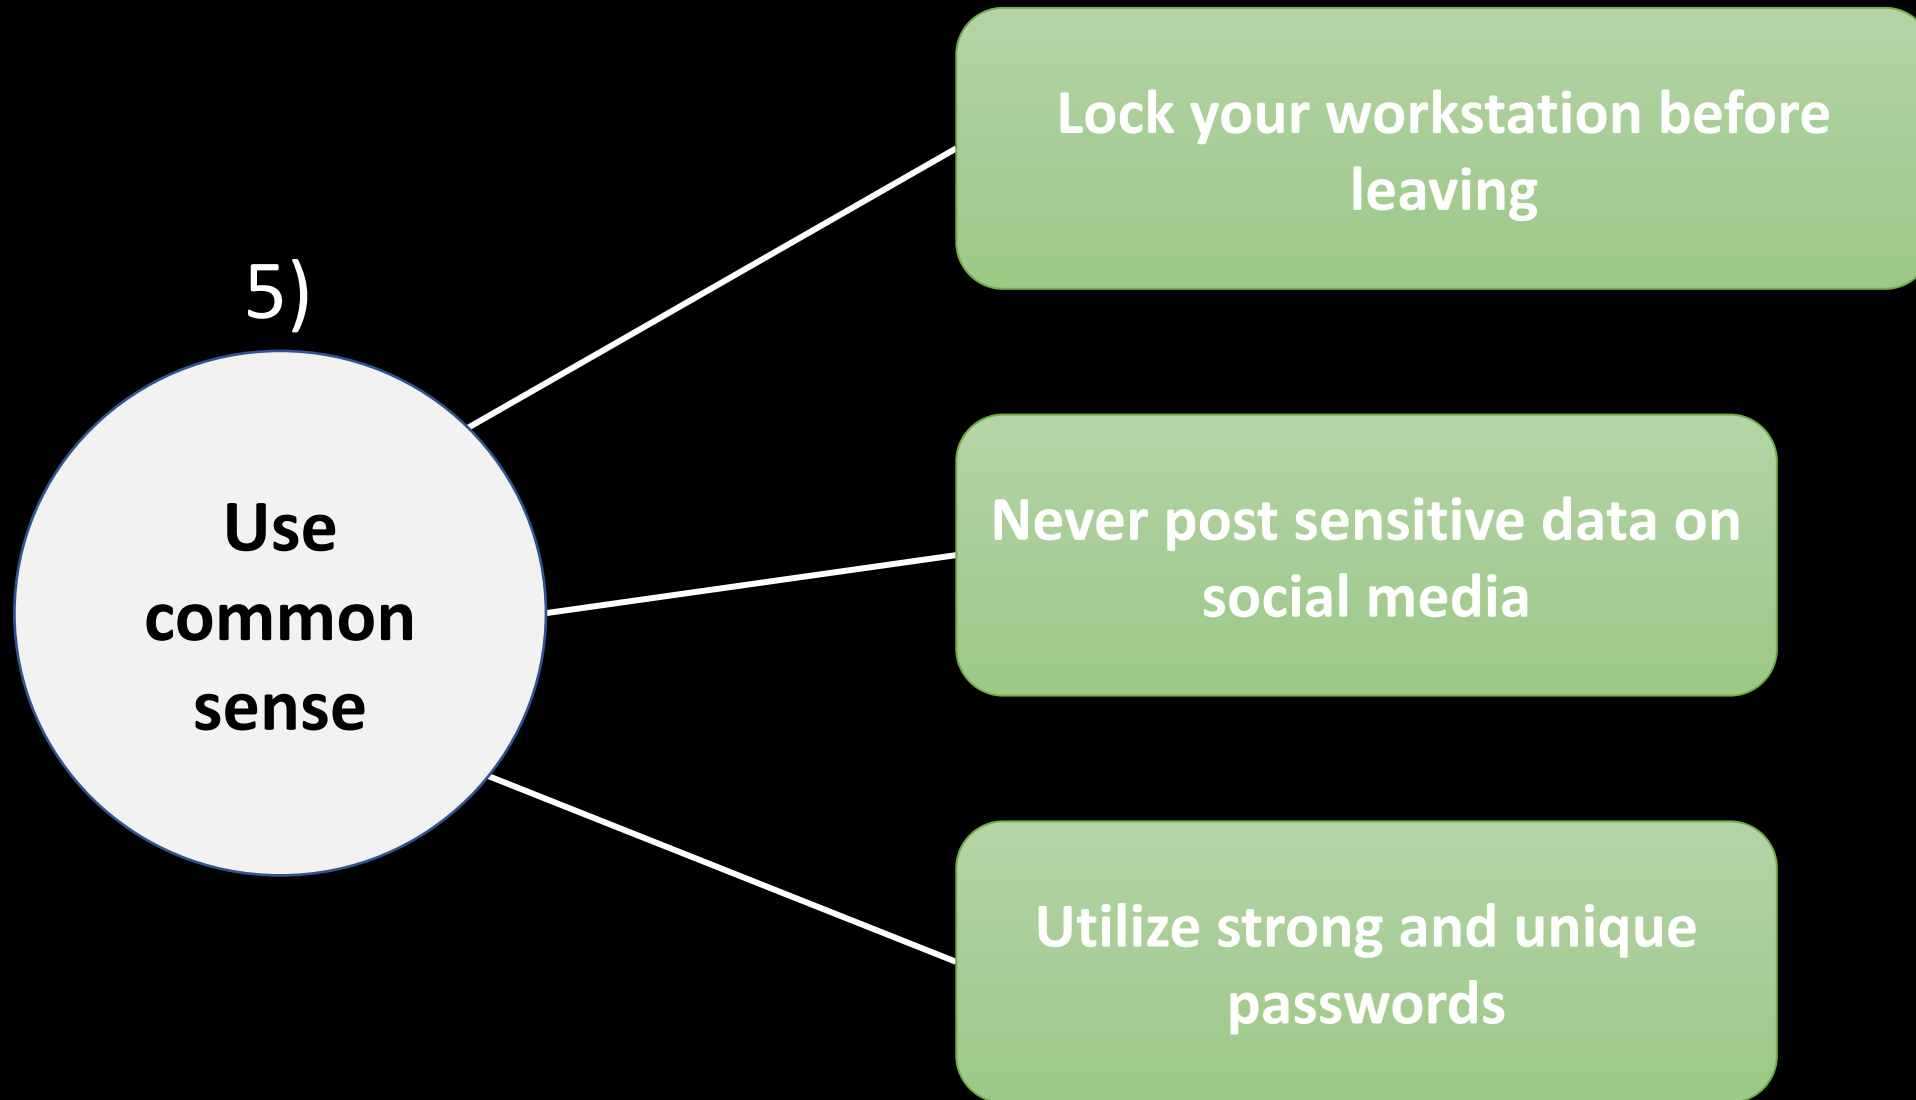 5)
Use
common
sense
Lock your workstation before
leaving
Never post sensitive data on
social media
Utilize strong and unique
passwords